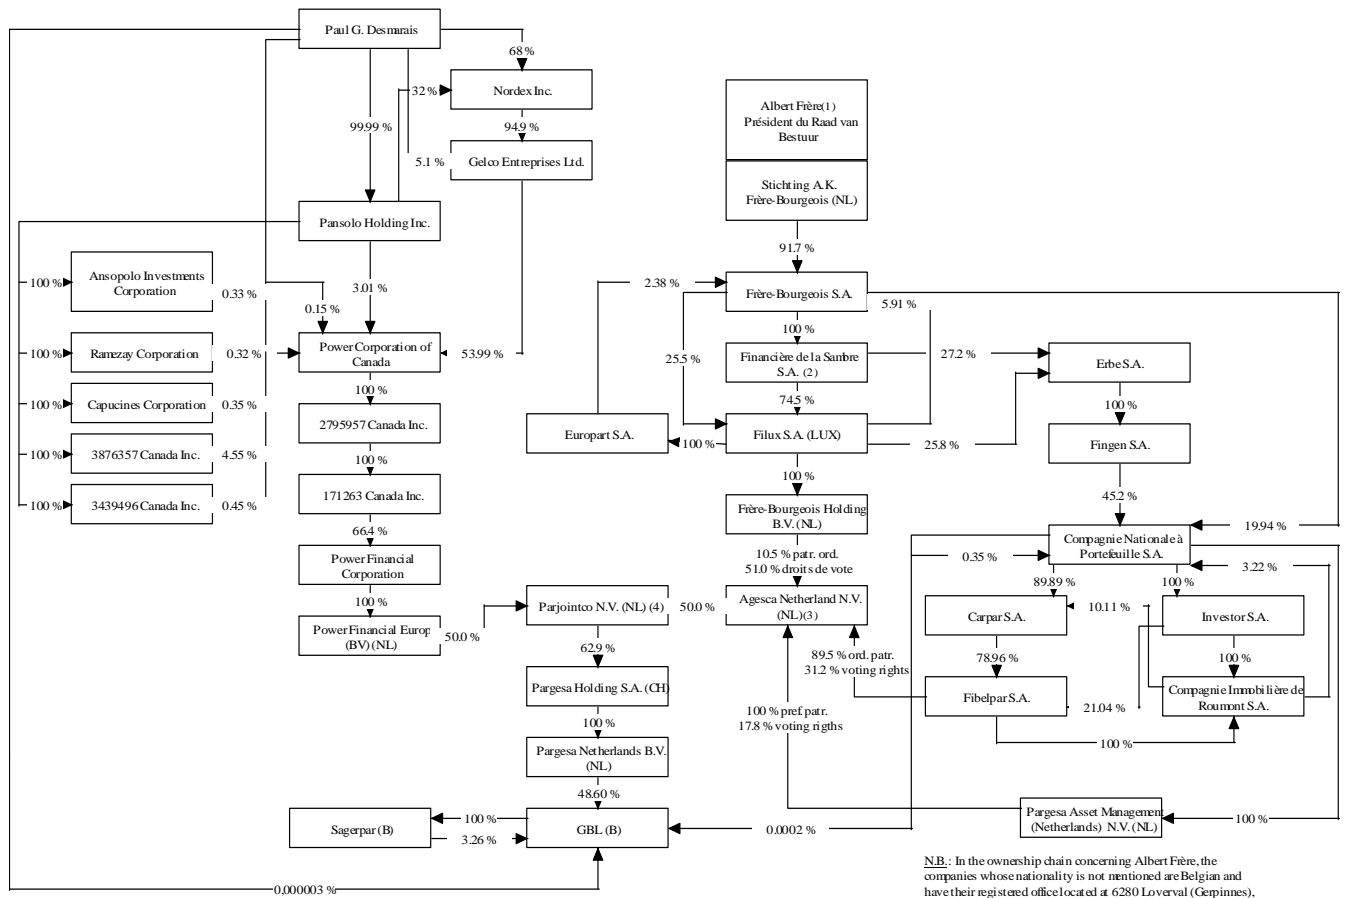 Paul G. Desmarais
68%
Nordex Inc.
32 %
94.9 %
99.99 %
5.1 %
Gelco Entreprises Ltd.
Pansolo Holding Inc.
100 %
Ansopolo Investments
Corporation
0.33 %
3.01 %
0.15 %
100 %
Ramezay Corporation
0.32 %
Power Corporation of
Canada
53.99 %
100 %
Capucines Corporation
0.35 %
100 %
2795957 Canada Inc.
100 %
3876357 Canada Inc.
4.55 %
100 %
100 %
3439496 Canada Inc.
0.45 %
171263 Canada Inc.
66.4 %
Power Financial
Corporation
100 %
Power Financial Europ
(BV) (NL)
50.0 %
Albert Frère(1)
Président du Raad van
Bestuur
Stichting A.K.
Frère-Bourgeois (NL)
91.7 %
2.38 %
Frère-Bourgeois S.A.
5.91 %
100 %
25.5 %
Financière de la Sambre
S.A. (2)
27.2 %
Erbe S.A.
74.5 %
100 %
Europart S.A.
100 %
Filux S.A. (LUX)
25.8 %
Fingen S.A.
100 %
45.2 %
Frère-Bourgeois Holding
B.V. (NL)
19.94 %
10.5 % patr. ord.
51.0 % droits de vote
0.35 %
Compagnie Nationale à
Portefeuille S.A.
3.22 %
89.89 %
100 %
Parjointco N.V. (NL) (4)
50.0 %
Agesca Netherland N.V.
(NL)(3)
Carpar S.A.
10.11 %
Investor S.A.
62.9 %
89.5 % ord. patr.
31.2 % voting rights
78.96 %
100 %
Pargesa Holding S.A. (CH)
Fibelpar S.A.
21.04 %
Compagnie Immobilière de
Roumont S.A.
100 %
100 % pref patr.
17.8 % voting rigths
100 %
Pargesa Netherlands B.V.
(NL)
48.60 %
Sagerpar (B)
100 %
3.26 %
GBL (B)
0.0002 %
Pargesa Asset Management
(Netherlands) N.V. (NL)
100 %
0,000003 %
N.B.: In the ownership chain concerning Albert Frère, the
companies whose nationality is not mentioned are Belgian and
have their registered office located at 6280 Loverval (Gerpinnes),